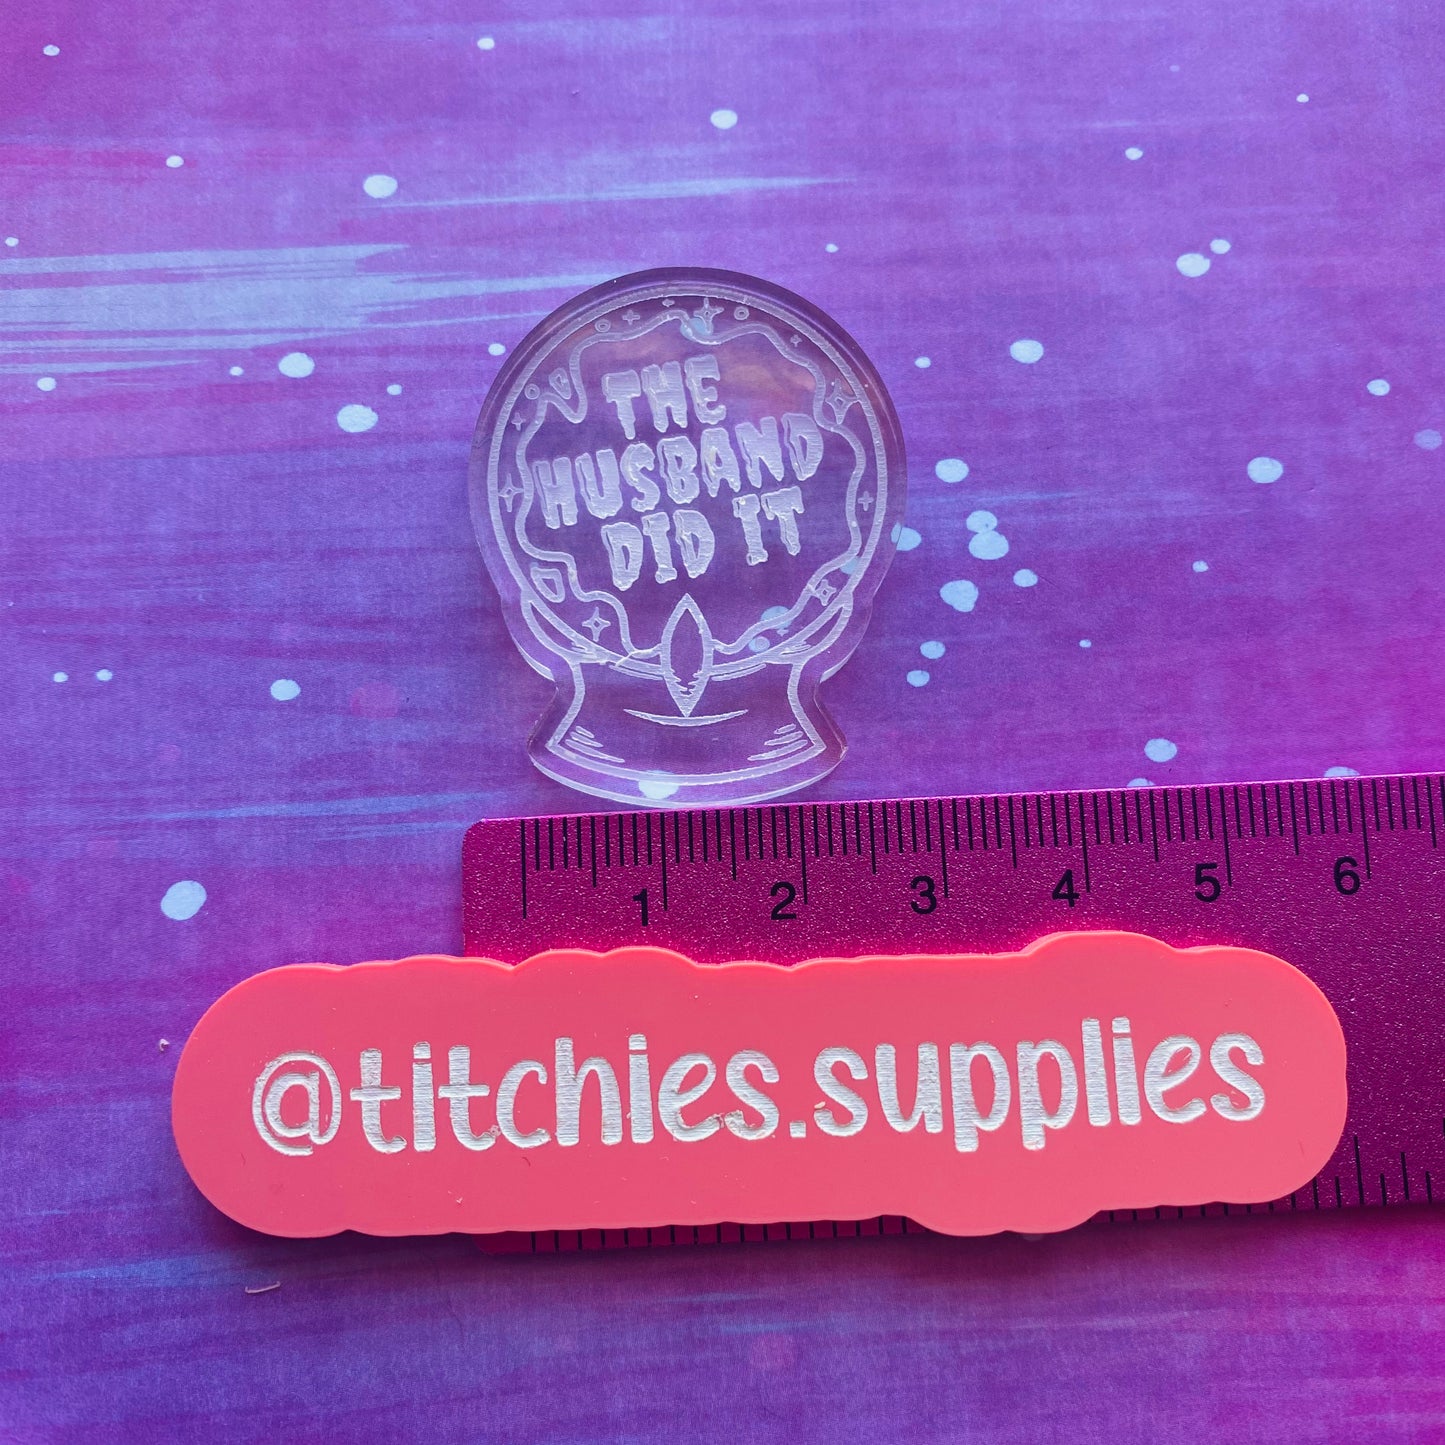 THE
HUSBAND
DID IT
1 2 3 4 5 6
@titchies.supplies